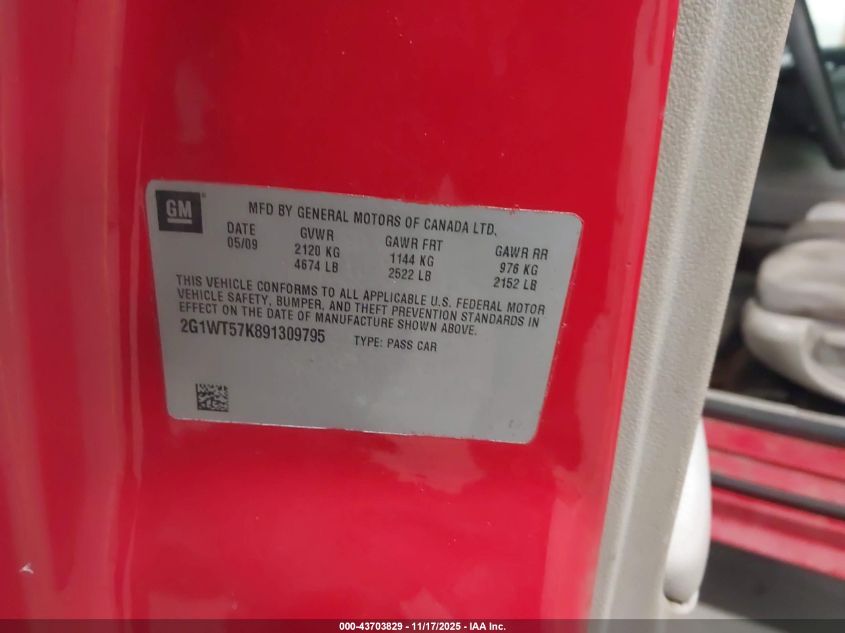 GM
MFD BY GENERAL MOTORS OF CANADA LTD,
DATE GVWR GAWR FRT GAWR RR
05/09 2120 KG 1144 KG 976 KG
4674 LB 2522 LB 2152 LB
THIS VEHICLE CONFORMS TO ALL APPLICABLE U.S. FEDERAL MOTOR
VEHICLE SAFETY, BUMPER, AND THEFT PREVENTION STANDARDS IN
EFFECT ON THE DATE OF MANUFACTURE SHOWN ABOVE.
2G1WT57K891309795 TYPE: PASS CAR
000-43703829 - 11/17/2025 - IAA Inc.